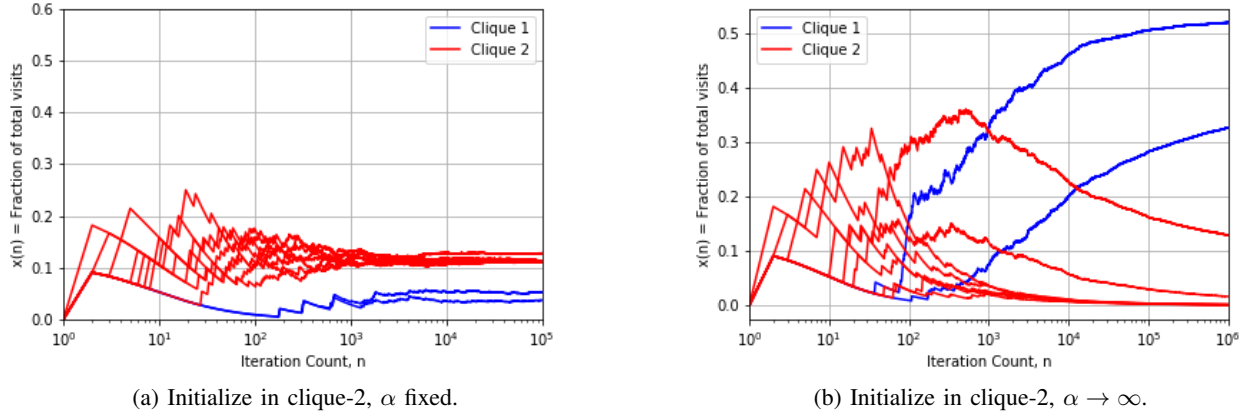 0.6
0.5
0.4
0.3
0.2
0.1
0.0
x(n) = Fraction of total visits
10^0
10^1
10^2
10^3
10^4
10^5
Iteration Count, n
Clique 1
Clique 2
(a) Initialize in clique-2, α fixed.
0.5
0.4
0.3
0.2
0.1
0.0
x(n) = Fraction of total visits
10^0
10^1
10^2
10^3
10^4
10^5
10^6
Iteration Count, n
Clique 1
Clique 2
(b) Initialize in clique-2, α → ∞.